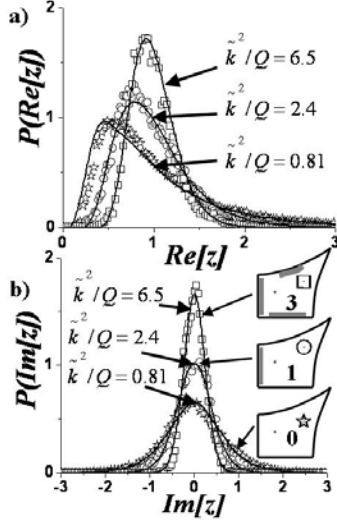 a)
P(Re[z])
2
1
0
k̃²/Q = 6.5
k̃²/Q = 2.4
k̃²/Q = 0.81
0 1 2 3
Re[z]
b)
P(Im[z])
2
1
0
k̃²/Q = 6.5
k̃²/Q = 2.4
k̃²/Q = 0.81
3
1
0
-3 -2 -1 0 1 2 3
Im[z]